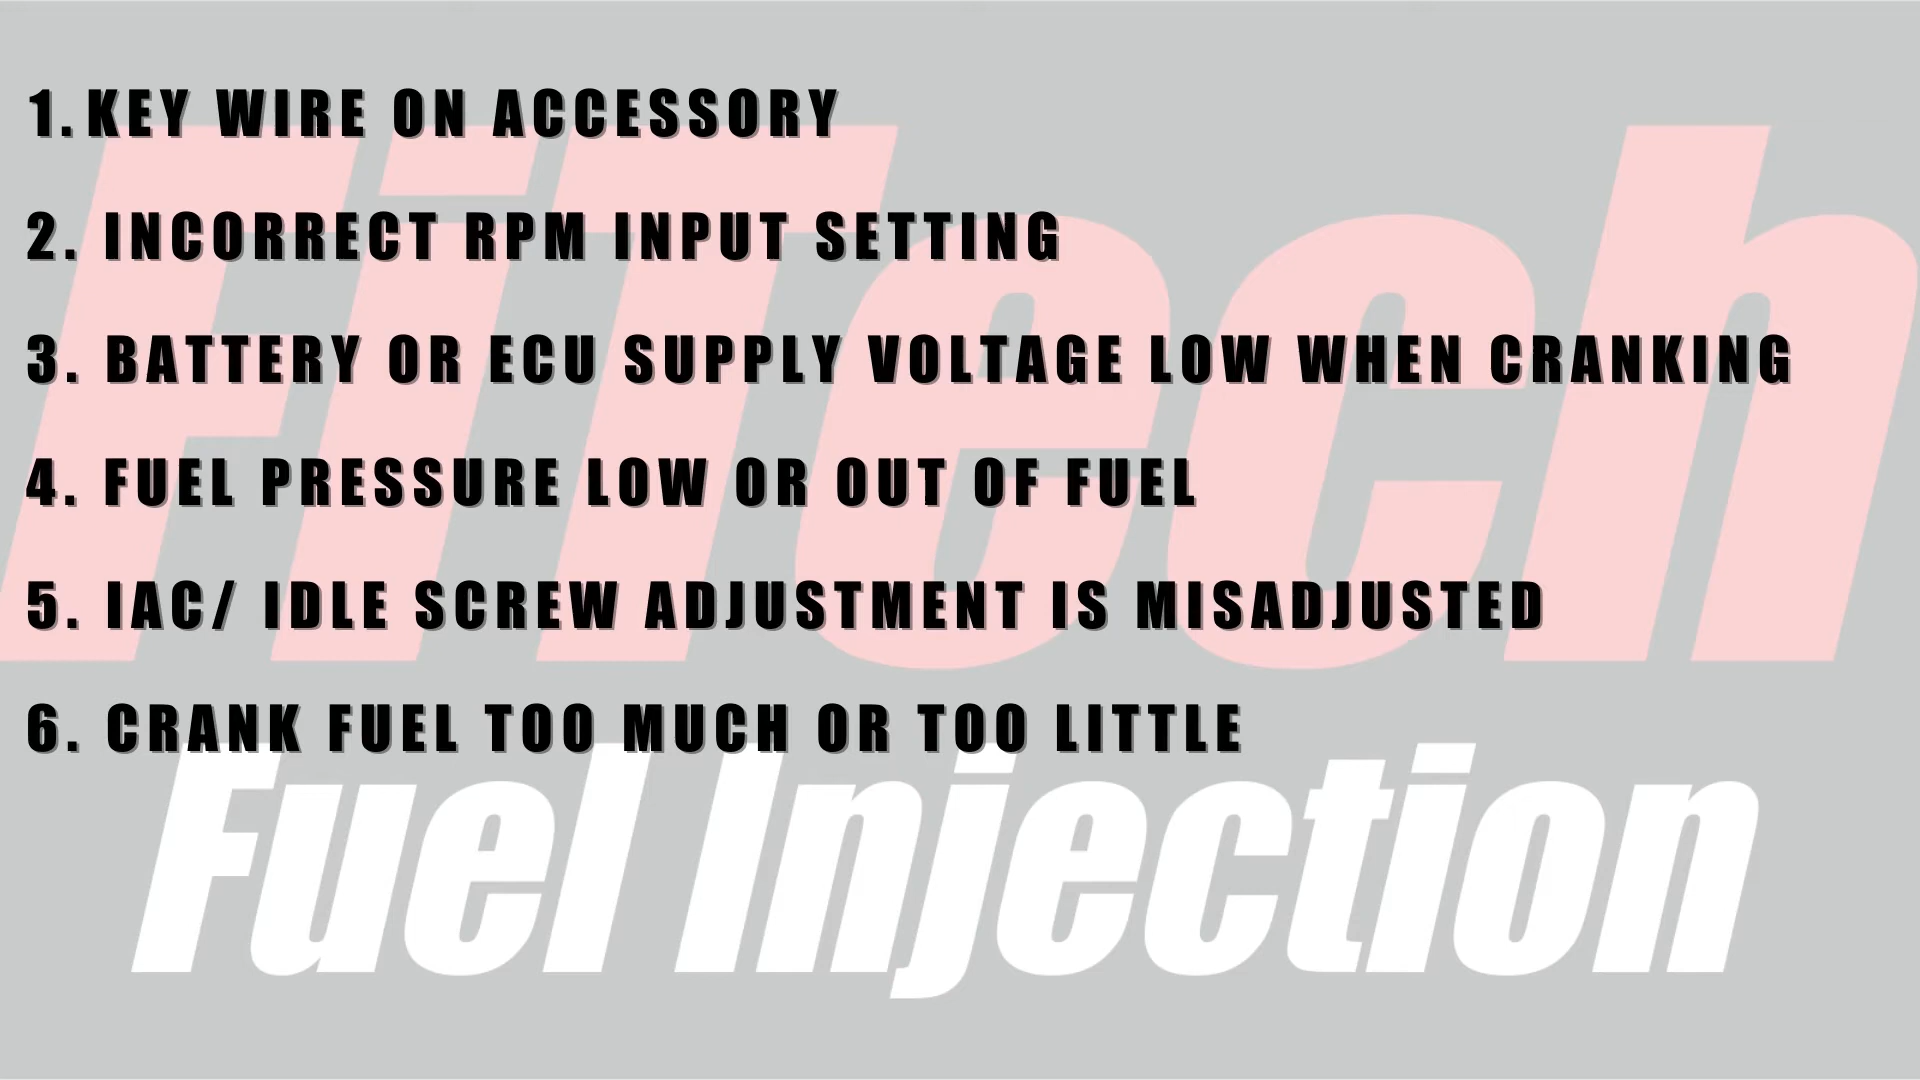 1. KEY WIRE ON ACCESSORY
2. INCORRECT RPM INPUT SETTING
3. BATTERY OR ECU SUPPLY VOLTAGE LOW WHEN CRANKING
4. FUEL PRESSURE LOW OR OUT OF FUEL
5. IAC/ IDLE SCREW ADJUSTMENT IS MISADJUSTED
6. CRANK FUEL TOO MUCH OR TOO LITTLE
FiTech
Fuel Injection